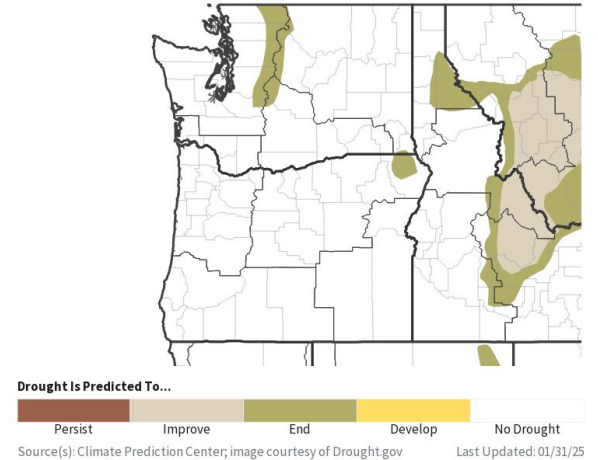 Drought Is Predicted To...
Persist Improve End Develop No Drought
Source(s): Climate Prediction Center; image courtesy of Drought.gov Last Updated: 01/31/25